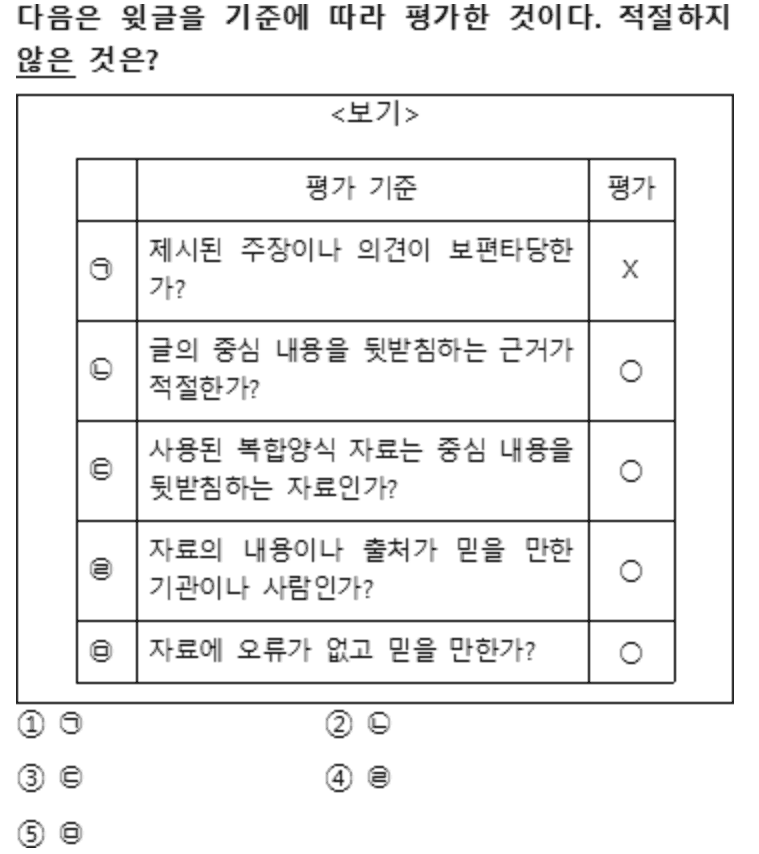 다음은 윗글을 기준에 따라 평가한 것이다. 적절하지
않은 것은?
<보기>
평가 기준 평가
㉠ 제시된 주장이나 의견이 보편타당한
가? X
㉡ 글의 중심 내용을 뒷받침하는 근거가
적절한가? ○
㉢ 사용된 복합양식 자료는 중심 내용을
뒷받침하는 자료인가? ○
㉣ 자료의 내용이나 출처가 믿을 만한
기관이나 사람인가? ○
㉤ 자료에 오류가 없고 믿을 만한가? ○
① ㉠ ② ㉡
③ ㉢ ④ ㉣
⑤ ㉤